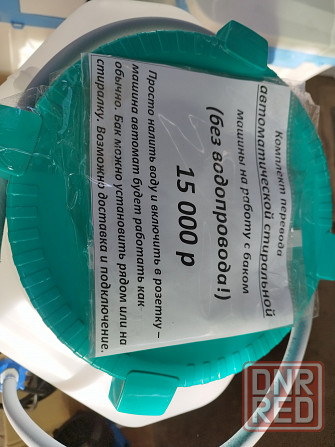 Комплект перевода
автоматической стиральной
машины на работу с баком
(без водопровода!)
15 000 р
Просто налить воду и включить в розетку –
машина автомат будет работать как
обычно. Бак можно установить рядом или на
стиралку. Возможно доставка и подключение.
DNR
RED